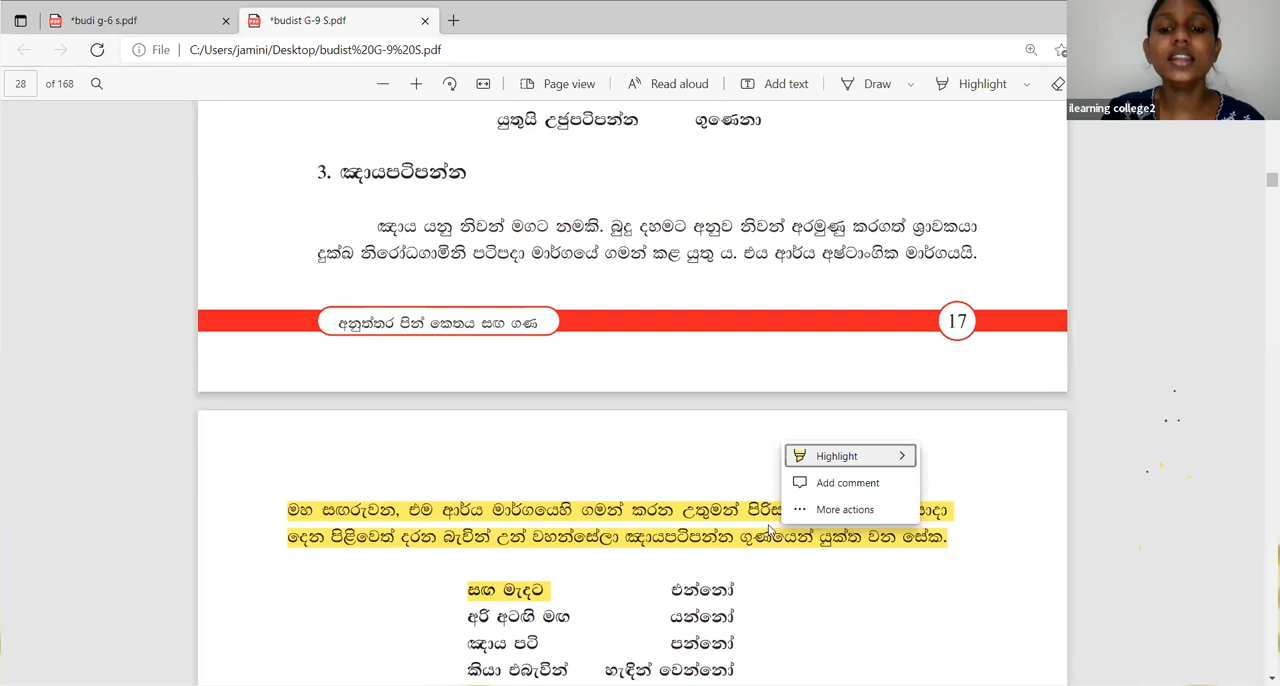 *budi g-6 s.pdf
*budist G-9 S.pdf
File C:/Users/jamini/Desktop/budist%20G-9%20S.pdf
28 of 168 Page view Read aloud Add text Draw Highlight
ilearning college2
යුතුයි උජුපටිපන්න ගුණෙනා
3. ඤායපටිපන්න
ඤාය යනු නිවන් මගට නමකි. බුදු දහමට අනුව නිවන් අරමුණු කරගත් ශ්‍රාවකයා
දුක්ඛ නිරෝධගාමිනි පටිපදා මාර්ගයේ ගමන් කළ යුතු ය. එය ආර්ය අෂ්ටාංගික මාර්ගයයි.
අනුත්තර පින් කෙතය සඟ ගණ
17
Highlight
Add comment
More actions
මහ සඟරුවන, එම ආර්ය මාර්ගයෙහි ගමන් කරන උතුමන්
දෙන පිළිවෙත් දරන බැවින් උන් වහන්සේලා ඤායපටිපන්න ගුණයෙන් යුක්ත වන සේක.
සඟ මැදට එන්නෝ
අරි අටඟි මඟ යන්නෝ
ඤාය පටි පන්නෝ
කියා එබැවින් හැඳින් වෙන්නෝ